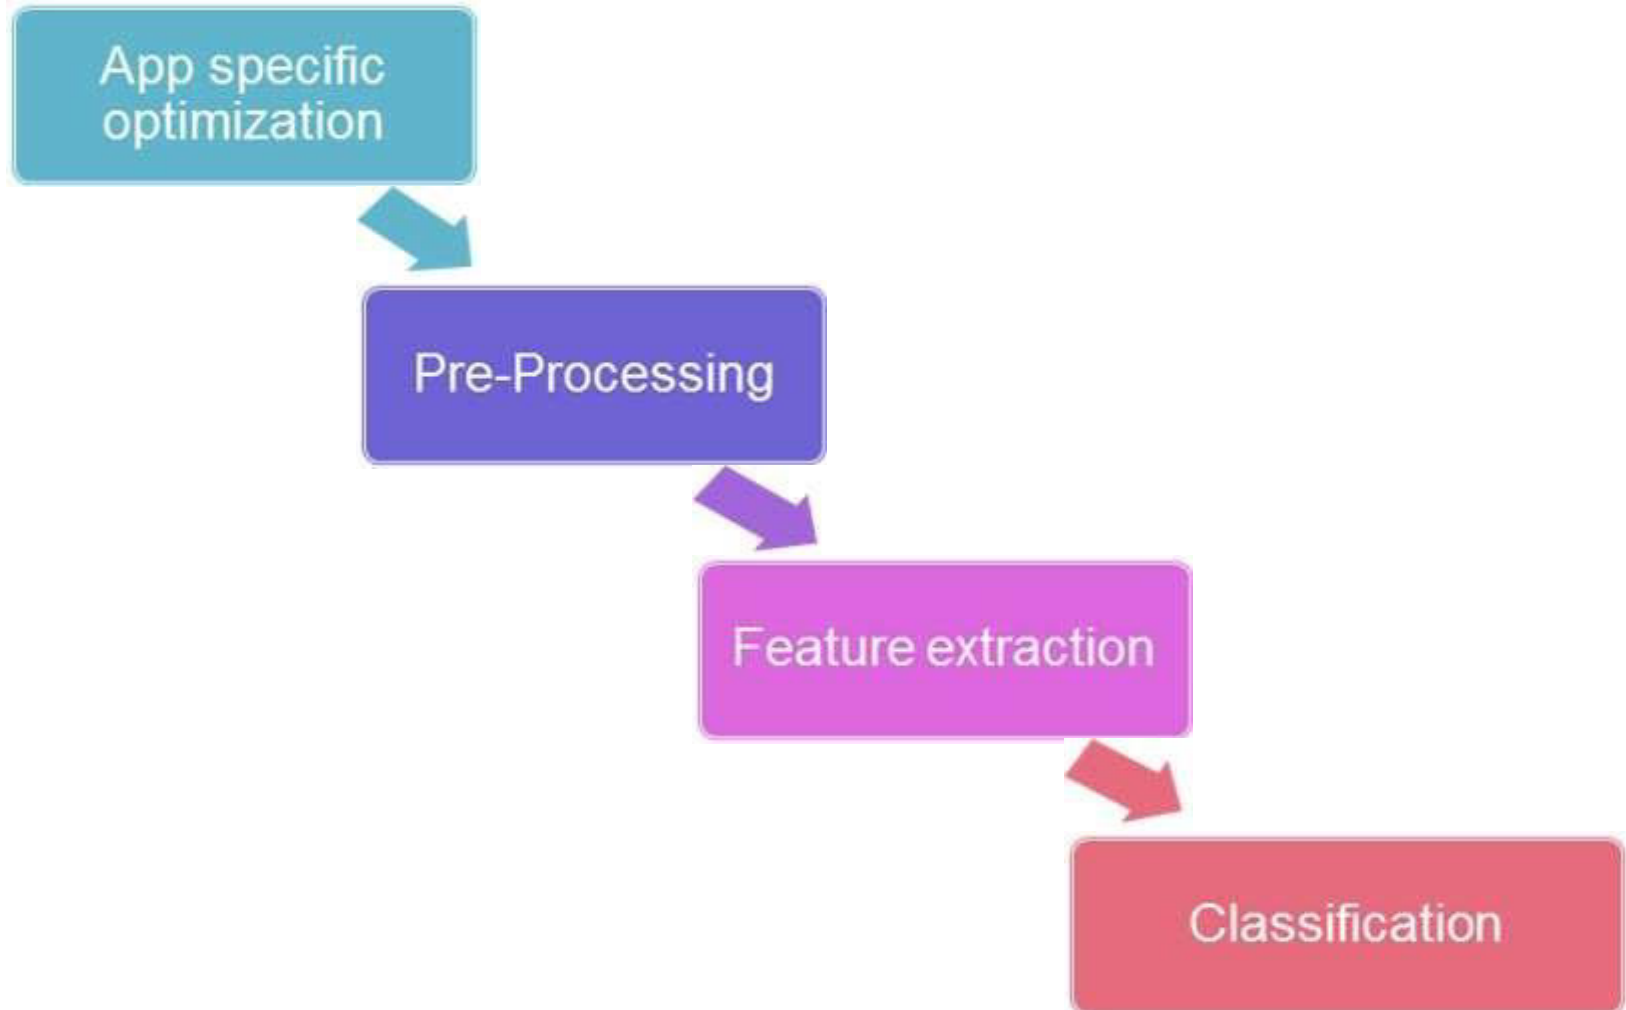 App specific
optimization
Pre-Processing
Feature extraction
Classification